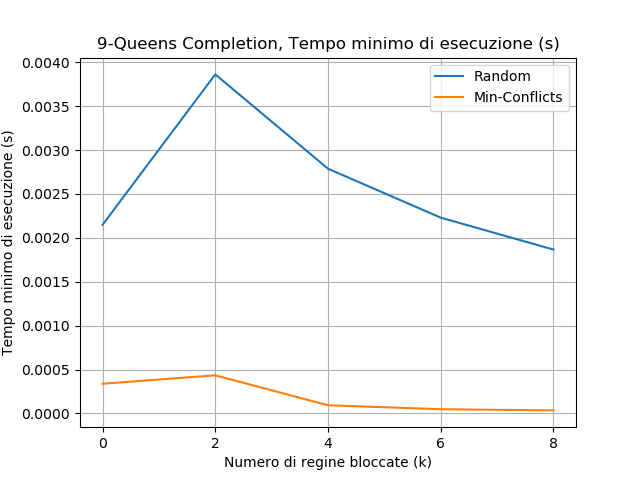 9-Queens Completion, Tempo minimo di esecuzione (s)
Random
Min-Conflicts
Tempo minimo di esecuzione (s)
0.0040
0.0035
0.0030
0.0025
0.0020
0.0015
0.0010
0.0005
0.0000
0 2 4 6 8
Numero di regine bloccate (k)